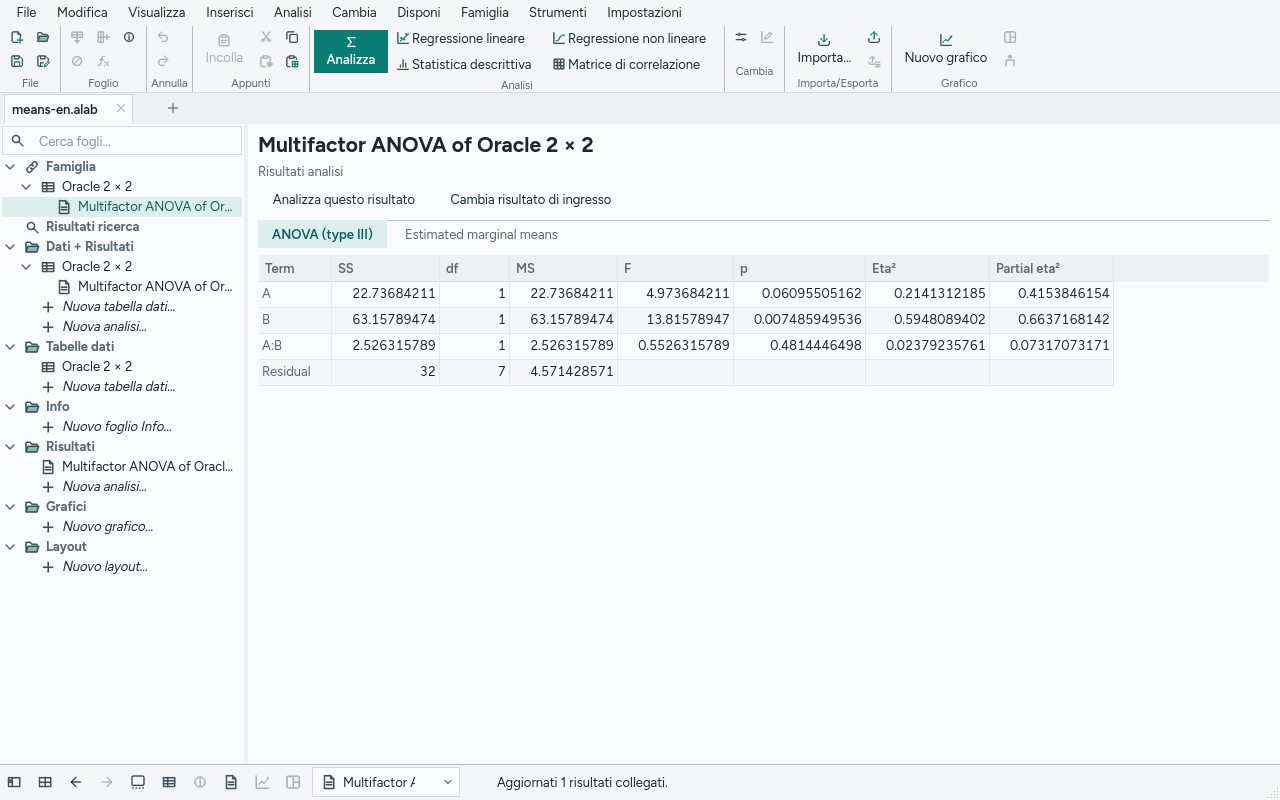 File Modifica Visualizza Inserisci Analisi Cambia Disponi Famiglia Strumenti Impostazioni
Incolla
Σ
Analizza
Regressione lineare
Regressione non lineare
Statistica descrittiva
Matrice di correlazione
Importa...
Nuovo grafico
File Foglio Annulla Appunti Analisi Cambia Importa/Esporta Grafico
means-en.alab
Cerca fogli...
Famiglia
Oracle 2 × 2
Multifactor ANOVA of Or...
Risultati ricerca
Dati + Risultati
Oracle 2 × 2
Multifactor ANOVA of Or...
Nuova tabella dati...
Nuova analisi...
Tabelle dati
Oracle 2 × 2
Nuova tabella dati...
Info
Nuovo foglio Info...
Risultati
Multifactor ANOVA of Oracl...
Nuova analisi...
Grafici
Nuovo grafico...
Layout
Nuovo layout...
Multifactor ANOVA of Oracle 2 × 2
Risultati analisi
Analizza questo risultato Cambia risultato di ingresso
ANOVA (type III) Estimated marginal means
Term SS df MS F p Eta² Partial eta²
A 22.73684211 1 22.73684211 4.973684211 0.06095505162 0.2141312185 0.4153846154
B 63.15789474 1 63.15789474 13.81578947 0.007485949536 0.5948089402 0.6637168142
A:B 2.526315789 1 2.526315789 0.5526315789 0.4814446498 0.02379235761 0.07317073171
Residual 32 7 4.571428571
Multifactor A
Aggiornati 1 risultati collegati.